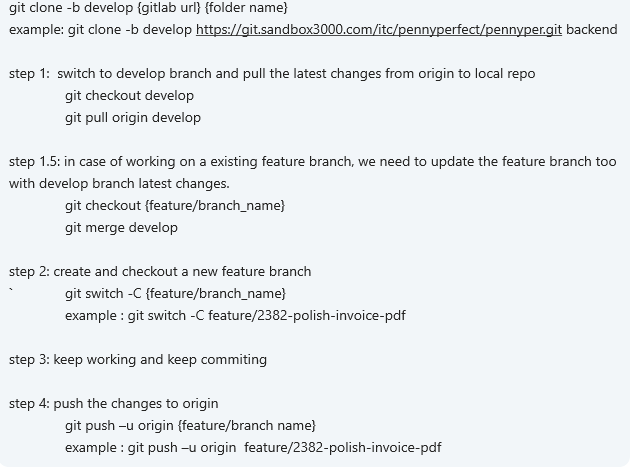 git clone -b develop {gitlab url} {folder name}
example: git clone -b develop https://git.sandbox3000.com/itc/pennyperfect/pennyper.git backend
step 1:  switch to develop branch and pull the latest changes from origin to local repo
git checkout develop
git pull origin develop
step 1.5: in case of working on a existing feature branch, we need to update the feature branch too
with develop branch latest changes.
git checkout {feature/branch_name}
git merge develop
step 2: create and checkout a new feature branch
` git switch -C {feature/branch_name}
example : git switch -C feature/2382-polish-invoice-pdf
step 3: keep working and keep commiting
step 4: push the changes to origin
git push –u origin {feature/branch name}
example : git push –u origin  feature/2382-polish-invoice-pdf